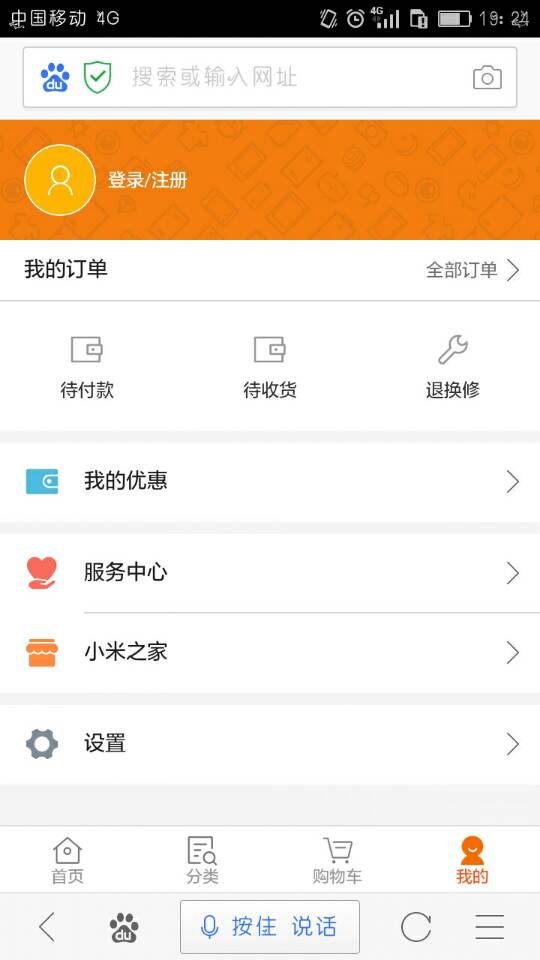 中国移动 4G 4G 19:24
du 搜索或输入网址
登录/注册
我的订单 全部订单
待付款 待收货 退换修
我的优惠
服务中心
小米之家
设置
首页 分类 购物车 我的
du 按住 说话